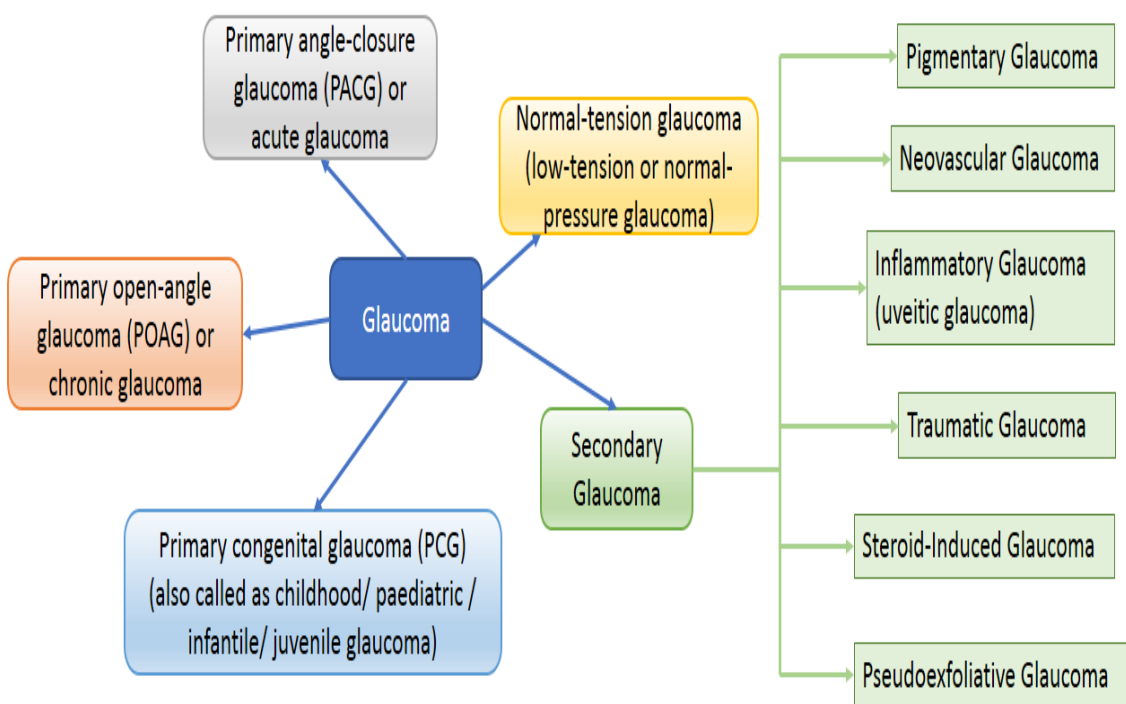 Primary angle-closure
glaucoma (PACG) or
acute glaucoma
Normal-tension glaucoma
(low-tension or normal-
pressure glaucoma)
Primary open-angle
glaucoma (POAG) or
chronic glaucoma
Glaucoma
Primary congenital glaucoma (PCG)
(also called as childhood/ paediatric /
infantile/ juvenile glaucoma)
Secondary
Glaucoma
Pigmentary Glaucoma
Neovascular Glaucoma
Inflammatory Glaucoma
(uveitic glaucoma)
Traumatic Glaucoma
Steroid-Induced Glaucoma
Pseudoexfoliative Glaucoma